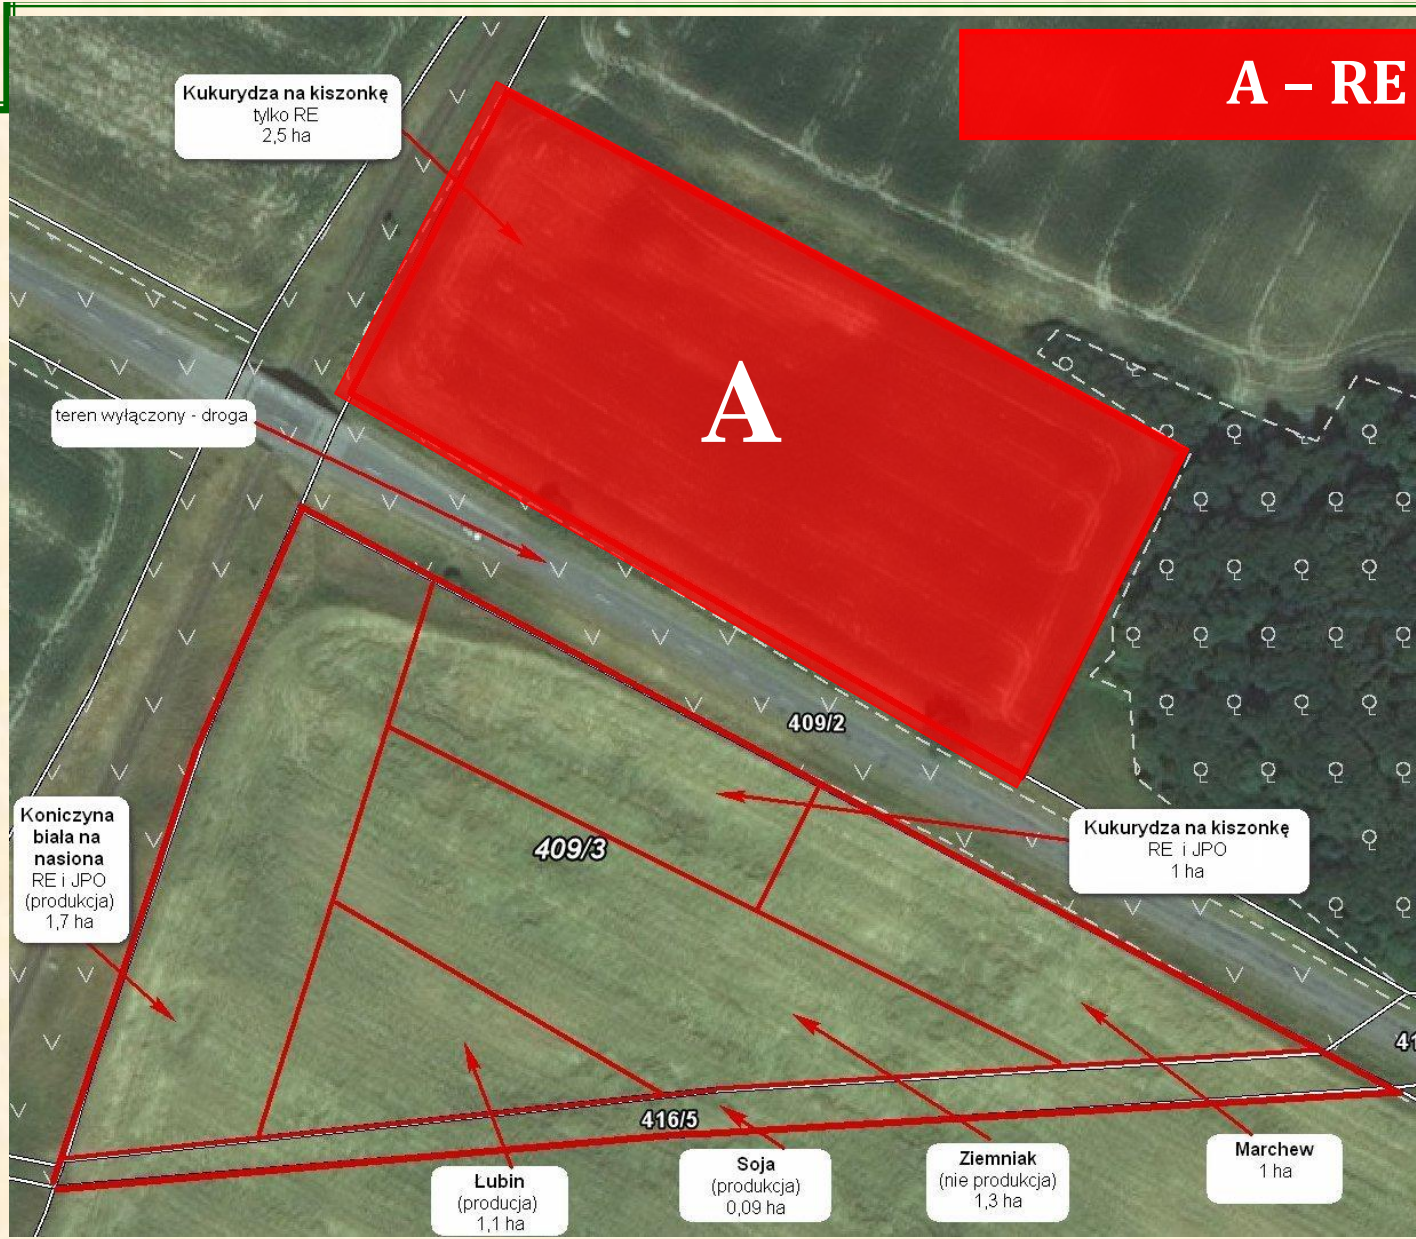 A – RE
Kukurydza na kiszonkę
tylko RE
2,5 ha
A
teren wyłączony - droga
409/2
Koniczyna
biała na
nasiona
RE i JPO
(produkcja)
1,7 ha
409/3
Kukurydza na kiszonkę
RE i JPO
1 ha
41
416/5
Łubin
(producja)
1,1 ha
Soja
(produkcja)
0,09 ha
Ziemniak
(nie produkcja)
1,3 ha
Marchew
1 ha